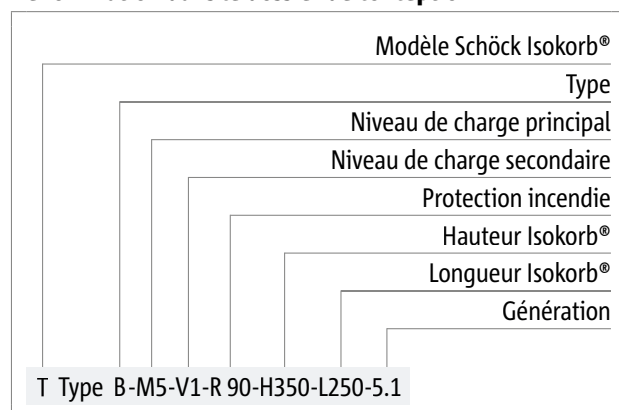 Modèle Schöck Isokorb®
Type
Niveau de charge principal
Niveau de charge secondaire
Protection incendie
Hauteur Isokorb®
Longueur Isokorb®
Génération
T Type B-M5-V1-R 90-H350-L250-5.1